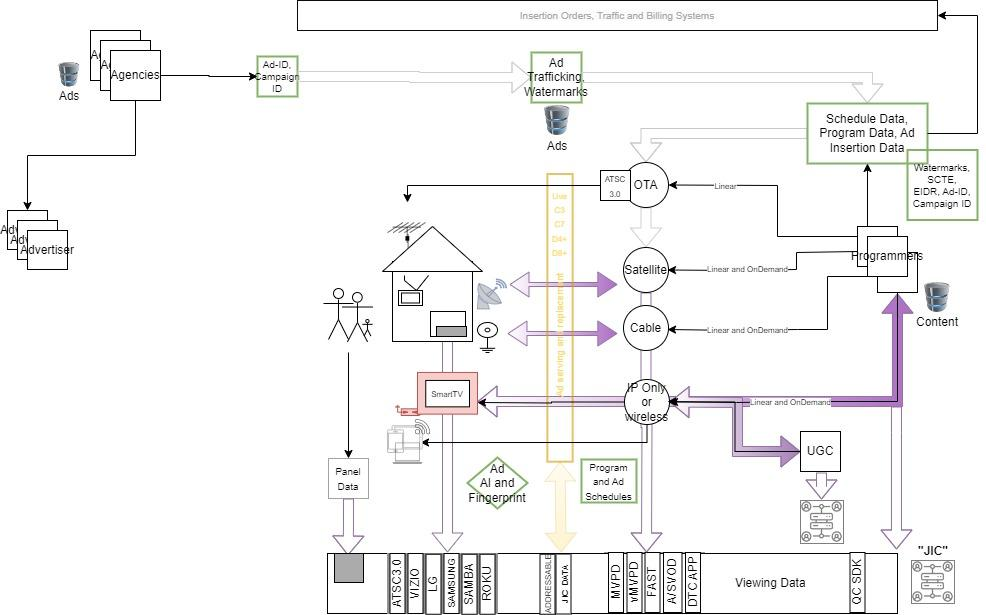 Insertion Orders, Traffic and Billing Systems
Agencies
Ads
Ad-ID,
Campaign
ID
Ad
Trafficking,
Watermarks
Ads
Schedule Data,
Program Data, Ad
Insertion Data
Watermarks,
SCTE,
EIDR, Ad-ID,
Campaign ID
ATSC
3.0
OTA
Linear
Advertiser
Programmers
Content
Live
C3
C7
D4+
D8+
Ad serving and replacement
Satellite
Linear and OnDemand
Cable
Linear and OnDemand
SmartTV
IP Only
or
wireless
Linear and OnDemand
UGC
Panel
Data
Ad
AI and
Fingerprint
Program
and Ad
Schedules
"JIC"
ATSC3.0
VIZIO
LG
SAMSUNG
SAMBA
ROKU
ADDRESSABLE
JIC DATA
MVPD
vMVPD
FAST
A/SVOD
DTC APP
Viewing Data
QC SDK